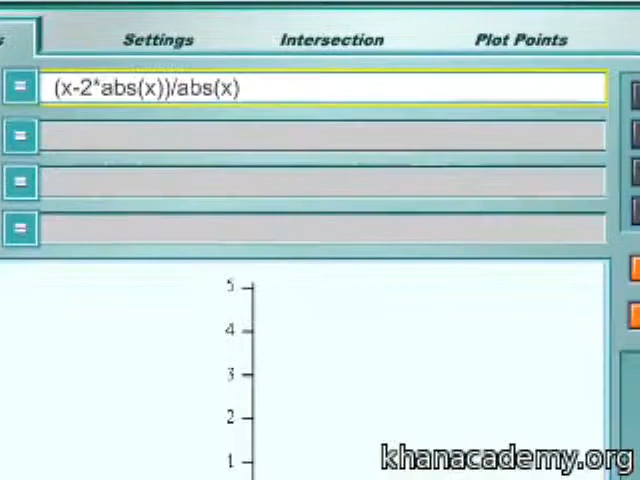 Settings
Intersection
Plot Points
=
(x-2*abs(x))/abs(x)
=
=
=
5
4
3
2
1
khanacademy.org